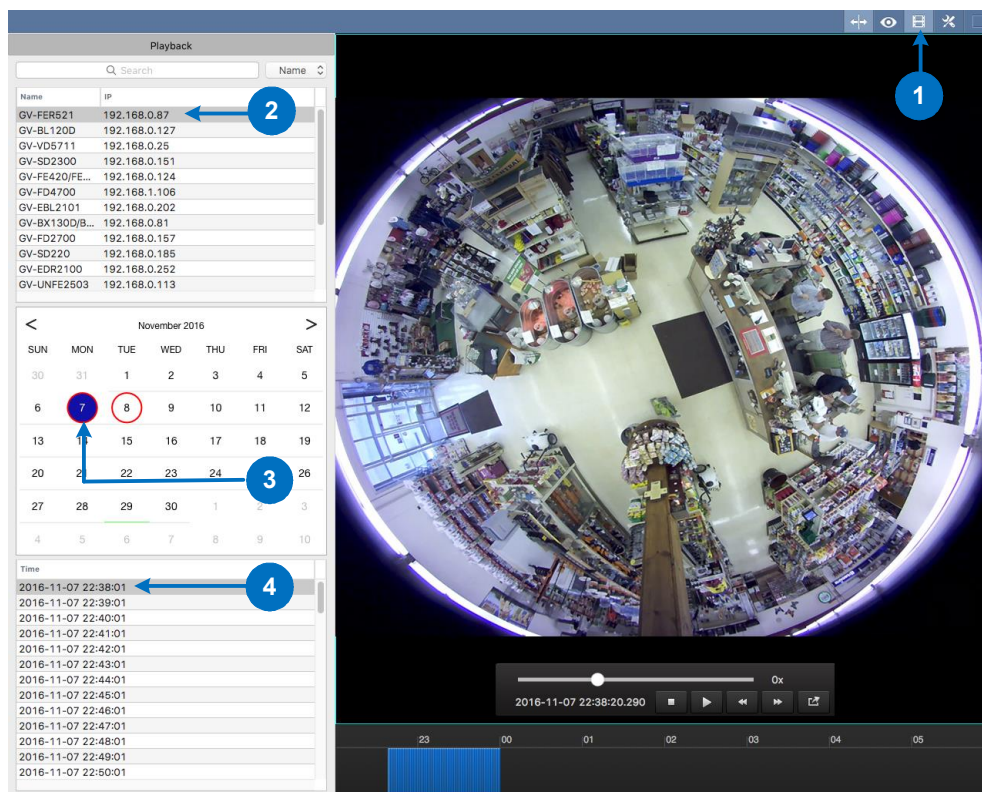 Playback
1
Search Name
Name IP
GV-FER521 192.168.0.87
2
GV-BL120D 192.168.0.127
GV-VD5711 192.168.0.25
GV-SD2300 192.168.0.151
GV-FE420/FE... 192.168.0.124
GV-FD4700 192.168.1.106
GV-EBL2101 192.168.0.202
GV-BX130D/B... 192.168.0.81
GV-FD2700 192.168.0.157
GV-SD220 192.168.0.185
GV-EDR2100 192.168.0.252
GV-UNFE2503 192.168.0.113
< November 2016 >
SUN MON TUE WED THU FRI SAT
30 31 1 2 3 4 5
6 7 8 9 10 11 12
13 15 16 17 18 19
20 21 22 23 24 26
3
27 28 29 30 1 2 3
4 5 6 7 8 9 10
Time
2016-11-07 22:38:01
4
2016-11-07 22:39:01
2016-11-07 22:40:01
2016-11-07 22:41:01
2016-11-07 22:42:01
2016-11-07 22:43:01
2016-11-07 22:44:01
2016-11-07 22:45:01
2016-11-07 22:46:01
2016-11-07 22:47:01
2016-11-07 22:48:01
2016-11-07 22:49:01
2016-11-07 22:50:01
0x
2016-11-07 22:38:20.290
23 00 01 02 03 04 05